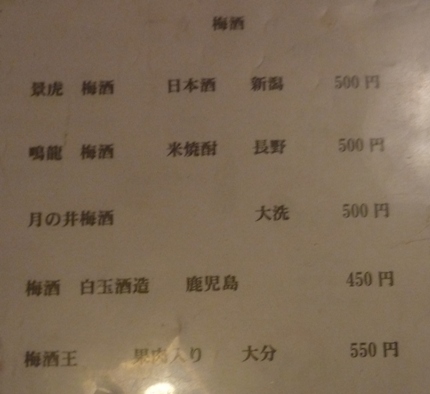 梅酒
景虎 梅酒 日本酒 新潟 500円
鳴龍 梅酒 米焼酎 長野 500円
月の井梅酒 大洗 500円
梅酒 白玉酒造 鹿児島 450円
梅酒王 果肉入り 大分 550円